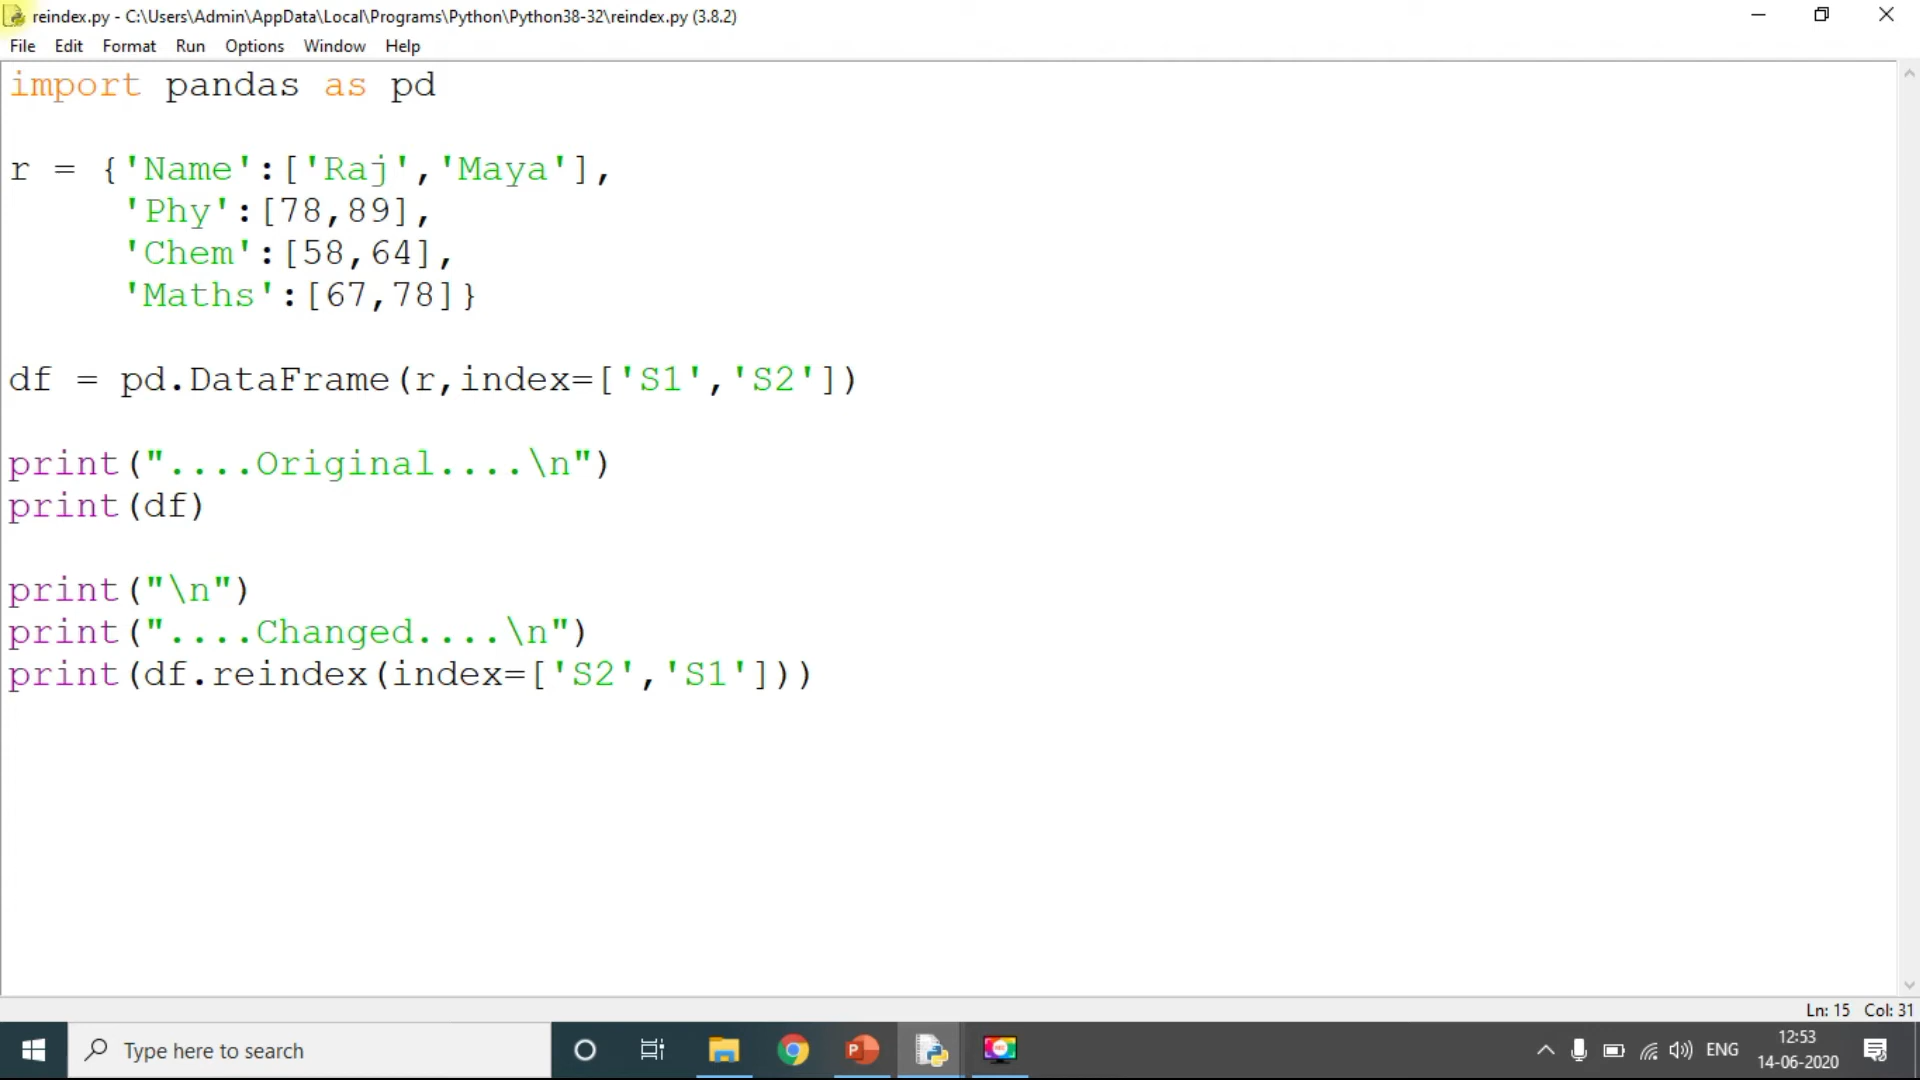 reindex.py - C:\Users\Admin\AppData\Local\Programs\Python\Python38-32\reindex.py (3.8.2)
File Edit Format Run Options Window Help
import pandas as pd
r = {'Name':['Raj','Maya'],
     'Phy':[78,89],
     'Chem':[58,64],
     'Maths':[67,78]}
df = pd.DataFrame(r,index=['S1','S2'])
print("....Original....\n")
print(df)
print("\n")
print("....Changed....\n")
print(df.reindex(index=['S2','S1']))
Ln: 15 Col: 31
Type here to search
ENG
12:53
14-06-2020